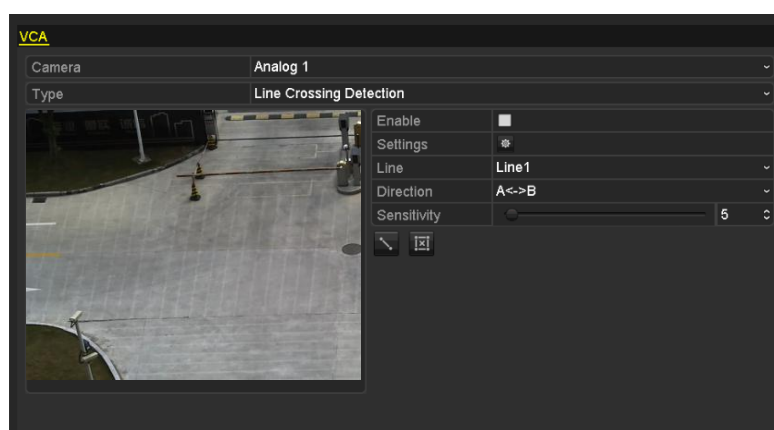 VCA
Camera Analog 1
Type Line Crossing Detection
Enable
Settings
Line Line1
Direction A<->B
Sensitivity 5